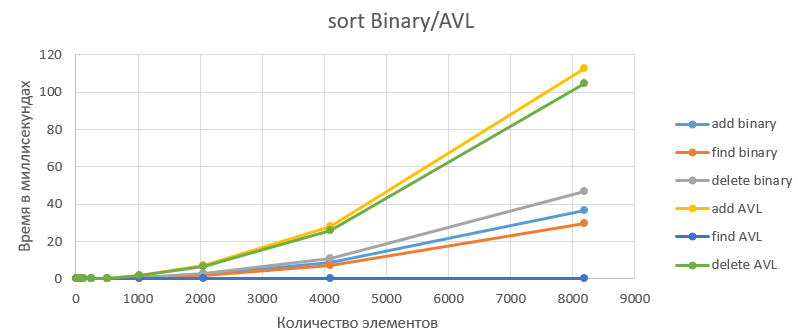 sort Binary/AVL
120
100
80
60
40
20
0
0 1000 2000 3000 4000 5000 6000 7000 8000 9000
Время в миллисекундах
Количество элементов
add binary
find binary
delete binary
add AVL
find AVL
delete AVL